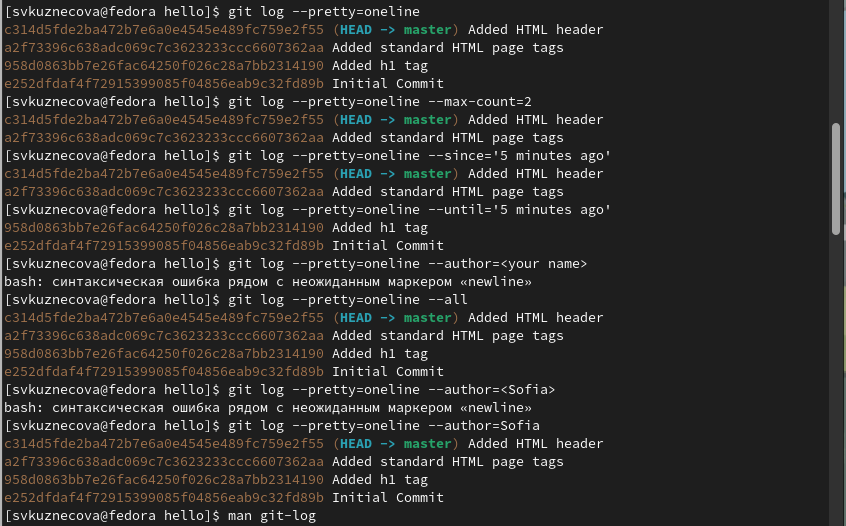 [svkuznecova@fedora hello]$ git log --pretty=oneline
c314d5fde2ba472b7e6a0e4545e489fc759e2f55 (HEAD -> master) Added HTML header
a2f73396c638adc069c7c3623233ccc6607362aa Added standard HTML page tags
958d0863bb7e26fac64250f026c28a7bb2314190 Added h1 tag
e252dfdaf4f72915399085f04856eab9c32fd89b Initial Commit
[svkuznecova@fedora hello]$ git log --pretty=oneline --max-count=2
c314d5fde2ba472b7e6a0e4545e489fc759e2f55 (HEAD -> master) Added HTML header
a2f73396c638adc069c7c3623233ccc6607362aa Added standard HTML page tags
[svkuznecova@fedora hello]$ git log --pretty=oneline --since='5 minutes ago'
c314d5fde2ba472b7e6a0e4545e489fc759e2f55 (HEAD -> master) Added HTML header
a2f73396c638adc069c7c3623233ccc6607362aa Added standard HTML page tags
[svkuznecova@fedora hello]$ git log --pretty=oneline --until='5 minutes ago'
958d0863bb7e26fac64250f026c28a7bb2314190 Added h1 tag
e252dfdaf4f72915399085f04856eab9c32fd89b Initial Commit
[svkuznecova@fedora hello]$ git log --pretty=oneline --author=<your name>
bash: синтаксическая ошибка рядом с неожиданным маркером «newline»
[svkuznecova@fedora hello]$ git log --pretty=oneline --all
c314d5fde2ba472b7e6a0e4545e489fc759e2f55 (HEAD -> master) Added HTML header
a2f73396c638adc069c7c3623233ccc6607362aa Added standard HTML page tags
958d0863bb7e26fac64250f026c28a7bb2314190 Added h1 tag
e252dfdaf4f72915399085f04856eab9c32fd89b Initial Commit
[svkuznecova@fedora hello]$ git log --pretty=oneline --author=<Sofia>
bash: синтаксическая ошибка рядом с неожиданным маркером «newline»
[svkuznecova@fedora hello]$ git log --pretty=oneline --author=Sofia
c314d5fde2ba472b7e6a0e4545e489fc759e2f55 (HEAD -> master) Added HTML header
a2f73396c638adc069c7c3623233ccc6607362aa Added standard HTML page tags
958d0863bb7e26fac64250f026c28a7bb2314190 Added h1 tag
e252dfdaf4f72915399085f04856eab9c32fd89b Initial Commit
[svkuznecova@fedora hello]$ man git-log